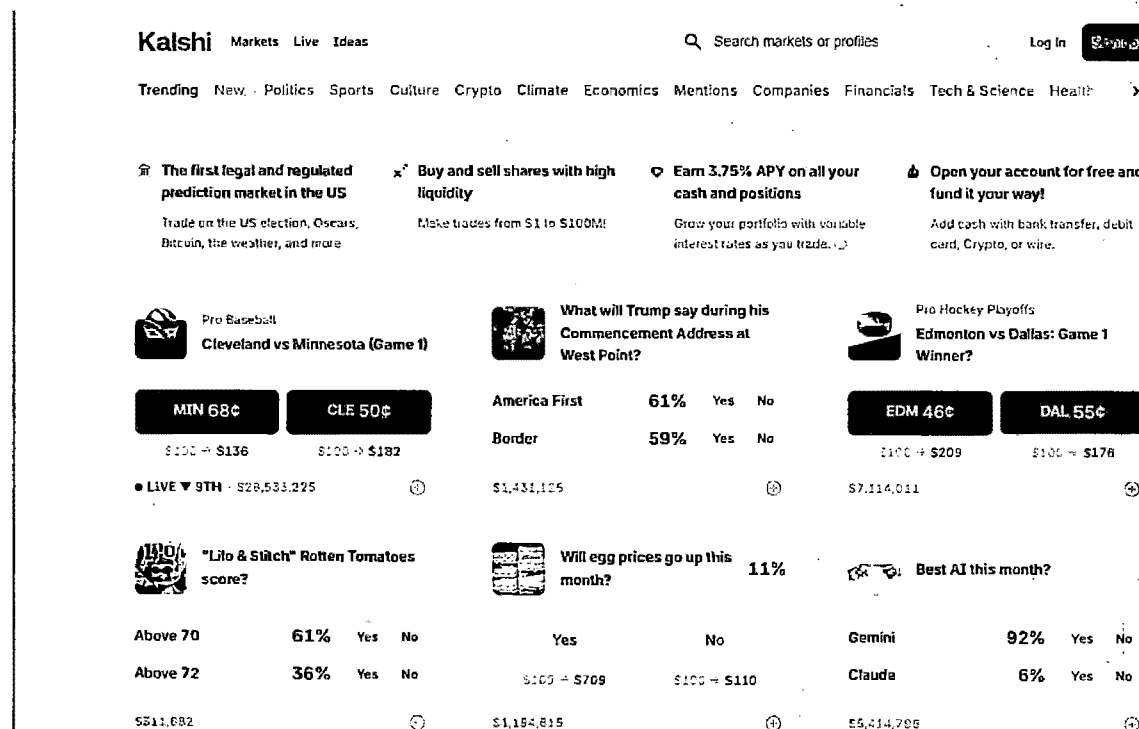 Kalshi Markets Live Ideas Search markets or profiles Log In
Trending New Politics Sports Culture Crypto Climate Economics Mentions Companies Financials Tech & Science Health
The first legal and regulated
prediction market in the US
Trade on the US election, Oscars,
Bitcoin, the weather, and more
Buy and sell shares with high
liquidity
Make trades from $1 to $100M!
Earn 3.75% APY on all your
cash and positions
Grow your portfolio with variable
interest rates as you trade.
Open your account for free and
fund it your way!
Add cash with bank transfer, debit
card, Crypto, or wire.
Pro Baseball
Cleveland vs Minnesota (Game 1)
MIN 68¢ CLE 50¢
$100 → $136 $100 → $182
LIVE ▼ 9TH · $28,533,225
What will Trump say during his
Commencement Address at
West Point?
America First 61% Yes No
Border 59% Yes No
$1,431,125
Pro Hockey Playoffs
Edmonton vs Dallas: Game 1
Winner?
EDM 46¢ DAL 55¢
$100 → $209 $100 → $176
$7,114,011
"Lilo & Stitch" Rotten Tomatoes
score?
Above 70 61% Yes No
Above 72 36% Yes No
$311,682
Will egg prices go up this
month?
11%
Yes No
$100 → $709 $100 → $110
$1,184,815
Best AI this month?
Gemini 92% Yes No
Claude 6% Yes No